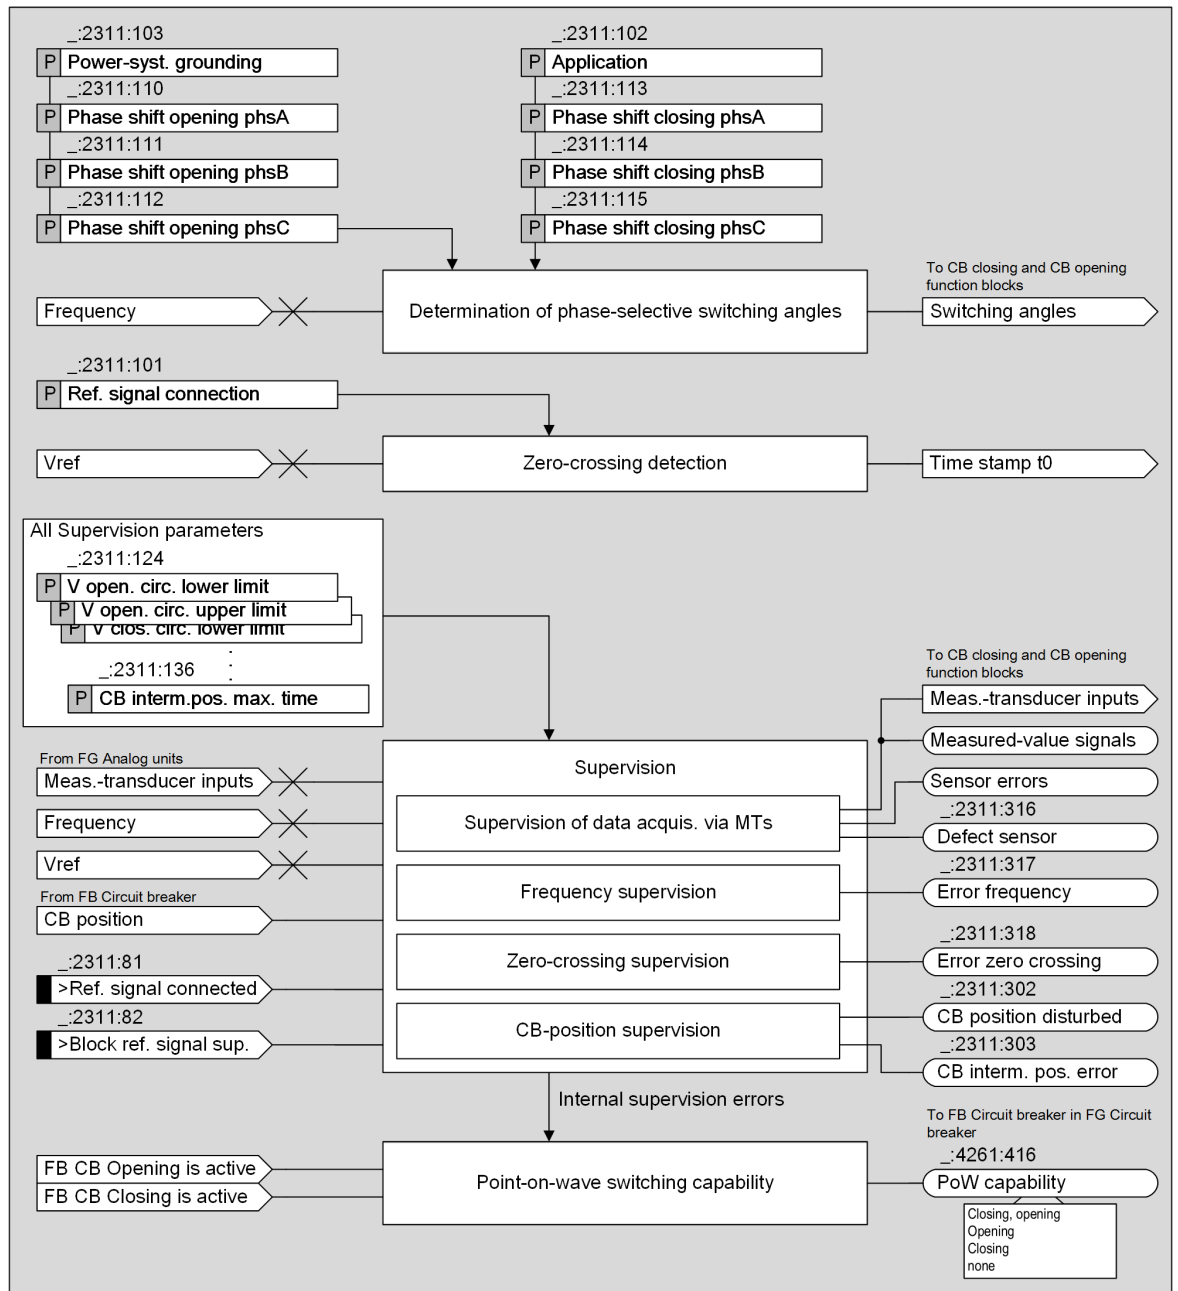 _:2311:103
P Power-syst. grounding
_:2311:110
P Phase shift opening phsA
_:2311:111
P Phase shift opening phsB
_:2311:112
P Phase shift opening phsC
_:2311:102
P Application
_:2311:113
P Phase shift closing phsA
_:2311:114
P Phase shift closing phsB
_:2311:115
P Phase shift closing phsC
Frequency
Determination of phase-selective switching angles
To CB closing and CB opening
function blocks
Switching angles
_:2311:101
P Ref. signal connection
Vref
Zero-crossing detection
Time stamp t0
All Supervision parameters
_:2311:124
P V open. circ. lower limit
P V open. circ. upper limit
P V clos. circ. lower limit
_:2311:136
P CB interm.pos. max. time
From FG Analog units
Meas.-transducer inputs
Frequency
Vref
From FB Circuit breaker
CB position
_:2311:81
>Ref. signal connected
_:2311:82
>Block ref. signal sup.
Supervision
Supervision of data acquis. via MTs
Frequency supervision
Zero-crossing supervision
CB-position supervision
To CB closing and CB opening
function blocks
Meas.-transducer inputs
Measured-value signals
Sensor errors
_:2311:316
Defect sensor
_:2311:317
Error frequency
_:2311:318
Error zero crossing
_:2311:302
CB position disturbed
_:2311:303
CB interm. pos. error
Internal supervision errors
FB CB Opening is active
FB CB Closing is active
Point-on-wave switching capability
To FB Circuit breaker in FG Circuit
breaker
_:4261:416
PoW capability
Closing, opening
Opening
Closing
none